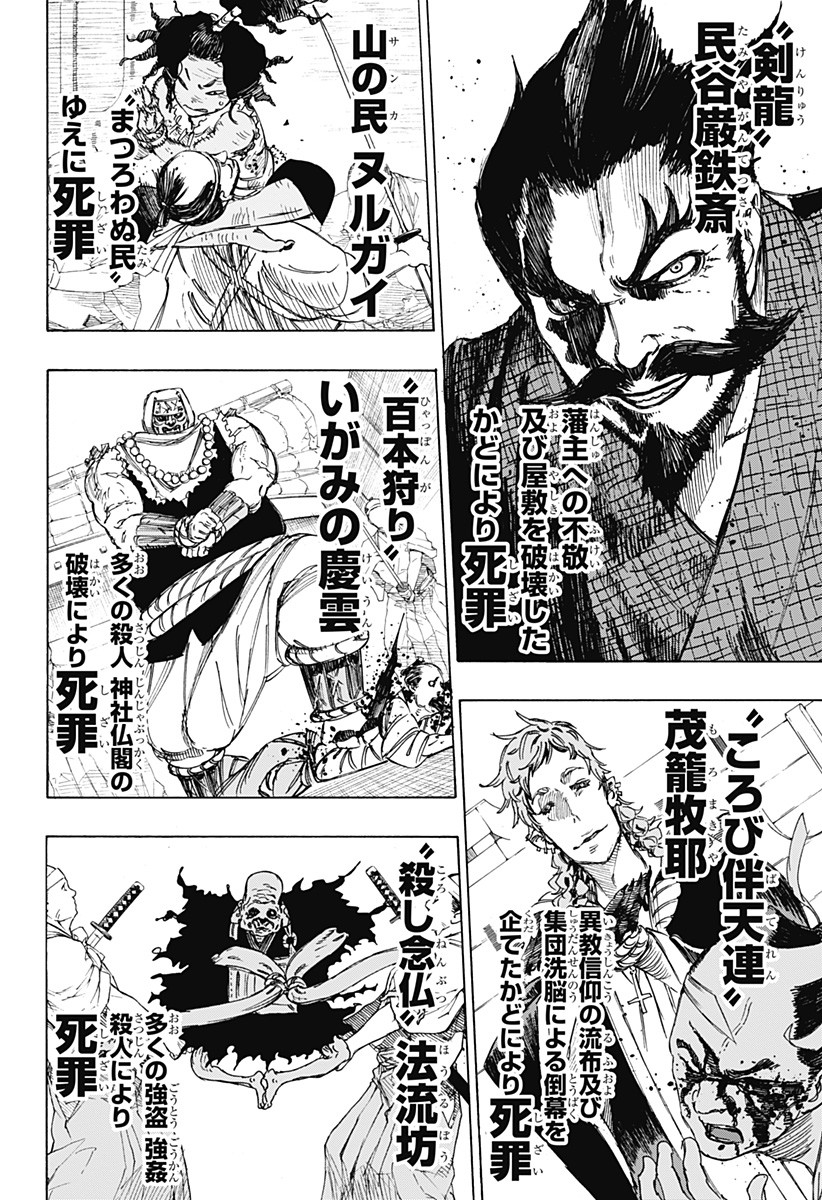 〝剣龍〟
民谷巌鉄斎
藩主への不敬
及び屋敷を破壊した
かどにより死罪
山の民 ヌルガイ
〝まつろわぬ民〟
ゆえに死罪
〝百本狩り〟
いがみの慶雲
多くの殺人 神社仏閣の
破壊により死罪
〝ころび伴天連〟
茂籠牧耶
異教信仰の流布及び
集団洗脳による倒幕を
企てたかどにより死罪
〝殺し念仏〟法流坊
多くの強盗 強姦
殺人により
死罪